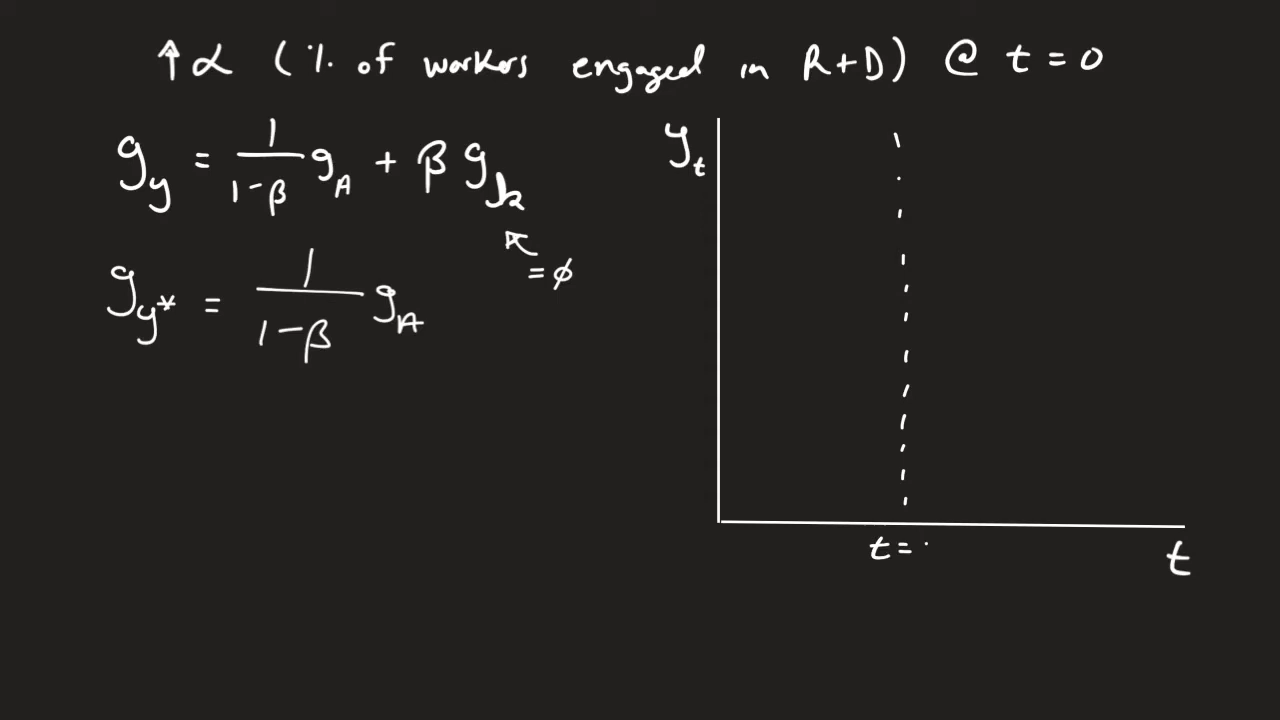 ↑α (% of workers engaged in R+D) @ t = 0
g_y = 1/(1-β) g_A + β g_k
= ϕ
g_y* = 1/(1-β) g_A
y_t
t =
t